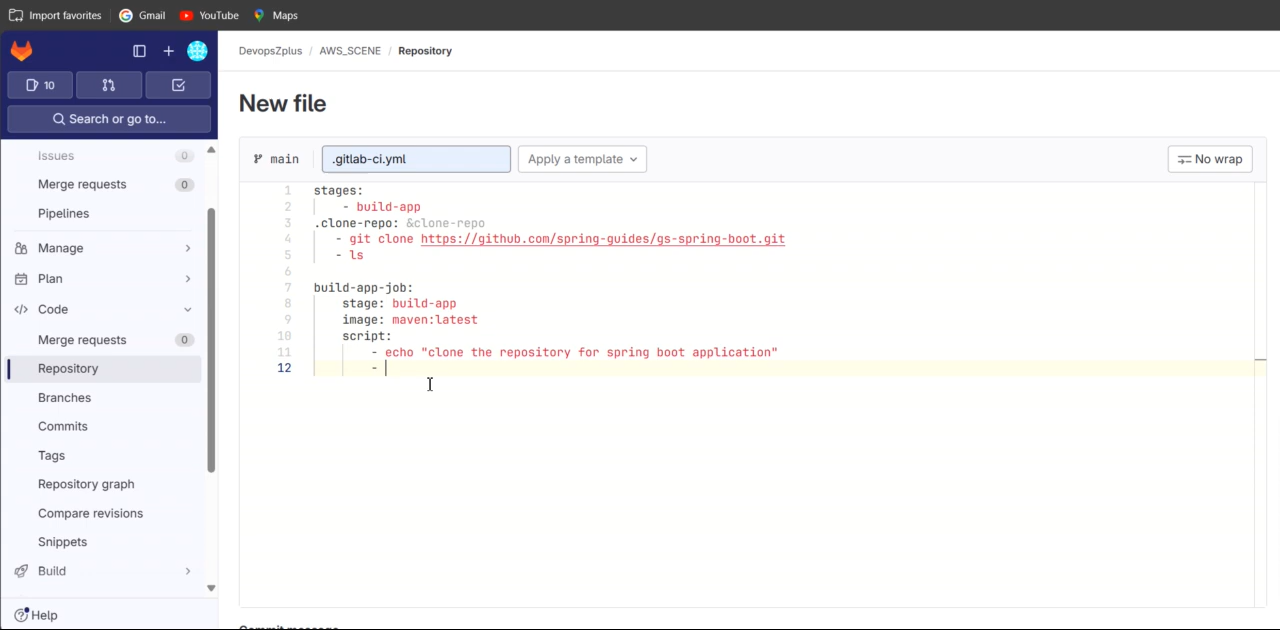 Import favorites
Gmail
YouTube
Maps
10
Search or go to...
Issues 0
Merge requests 0
Pipelines
Manage
Plan
Code
Merge requests 0
Repository
Branches
Commits
Tags
Repository graph
Compare revisions
Snippets
Build
Help
DevopsZplus / AWS_SCENE / Repository
New file
main
.gitlab-ci.yml
Apply a template
No wrap
1 stages:
2 - build-app
3 .clone-repo: &clone-repo
4 - git clone https://github.com/spring-guides/gs-spring-boot.git
5 - ls
6
7 build-app-job:
8 stage: build-app
9 image: maven:latest
10 script:
11 - echo "clone the repository for spring boot application"
12 -
Commit message